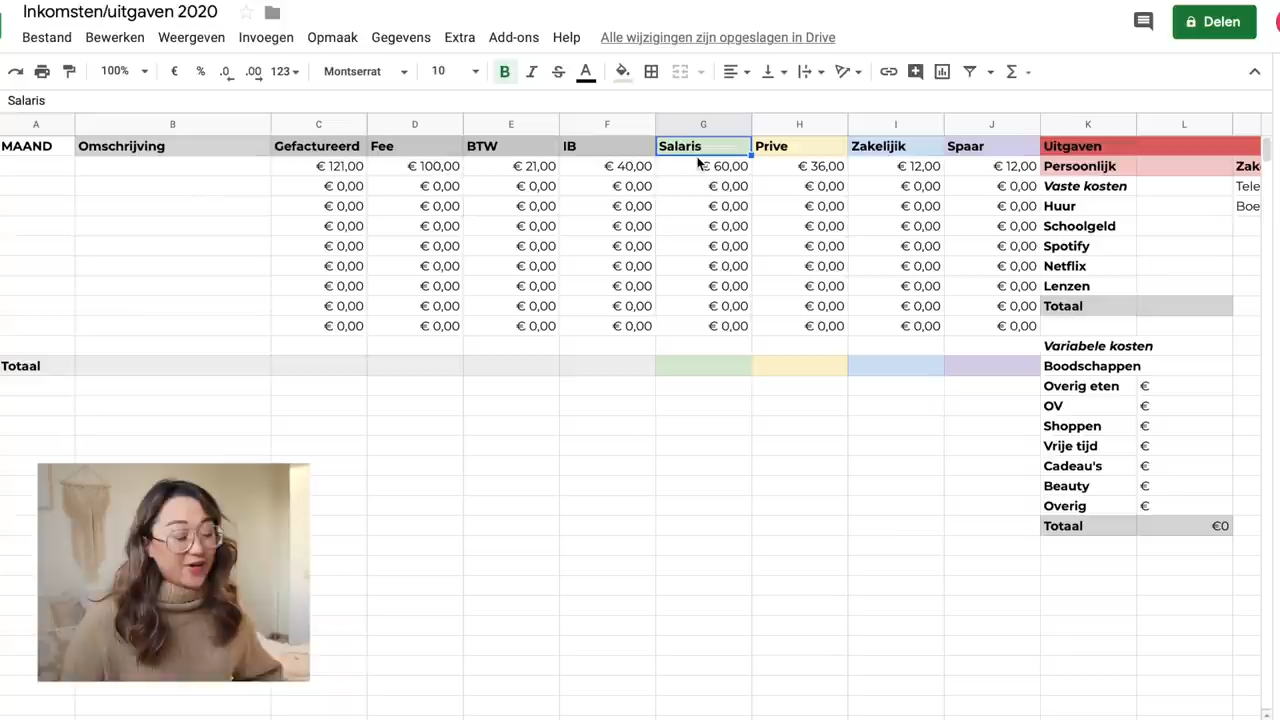 Inkomsten/uitgaven 2020
Bestand Bewerken Weergeven Invoegen Opmaak Gegevens Extra Add-ons Help Alle wijzigingen zijn opgeslagen in Drive
Delen
100% € % .0 .00 123 Montserrat 10 B I S A Σ
Salaris
A B C D E F G H I J K L
MAAND Omschrijving Gefactureerd Fee BTW IB Salaris Prive Zakelijk Spaar Uitgaven
€ 121,00 € 100,00 € 21,00 € 40,00 € 60,00 € 36,00 € 12,00 € 12,00 Persoonlijk Zak
€ 0,00 € 0,00 € 0,00 € 0,00 € 0,00 € 0,00 € 0,00 € 0,00 Vaste kosten Tele
€ 0,00 € 0,00 € 0,00 € 0,00 € 0,00 € 0,00 € 0,00 € 0,00 Huur Boe
€ 0,00 € 0,00 € 0,00 € 0,00 € 0,00 € 0,00 € 0,00 € 0,00 Schoolgeld
€ 0,00 € 0,00 € 0,00 € 0,00 € 0,00 € 0,00 € 0,00 € 0,00 Spotify
€ 0,00 € 0,00 € 0,00 € 0,00 € 0,00 € 0,00 € 0,00 € 0,00 Netflix
€ 0,00 € 0,00 € 0,00 € 0,00 € 0,00 € 0,00 € 0,00 € 0,00 Lenzen
€ 0,00 € 0,00 € 0,00 € 0,00 € 0,00 € 0,00 € 0,00 € 0,00 Totaal
€ 0,00 € 0,00 € 0,00 € 0,00 € 0,00 € 0,00 € 0,00 € 0,00
Variabele kosten
Totaal Boodschappen
Overig eten €
OV €
Shoppen €
Vrije tijd €
Cadeau's €
Beauty €
Overig €
Totaal €0